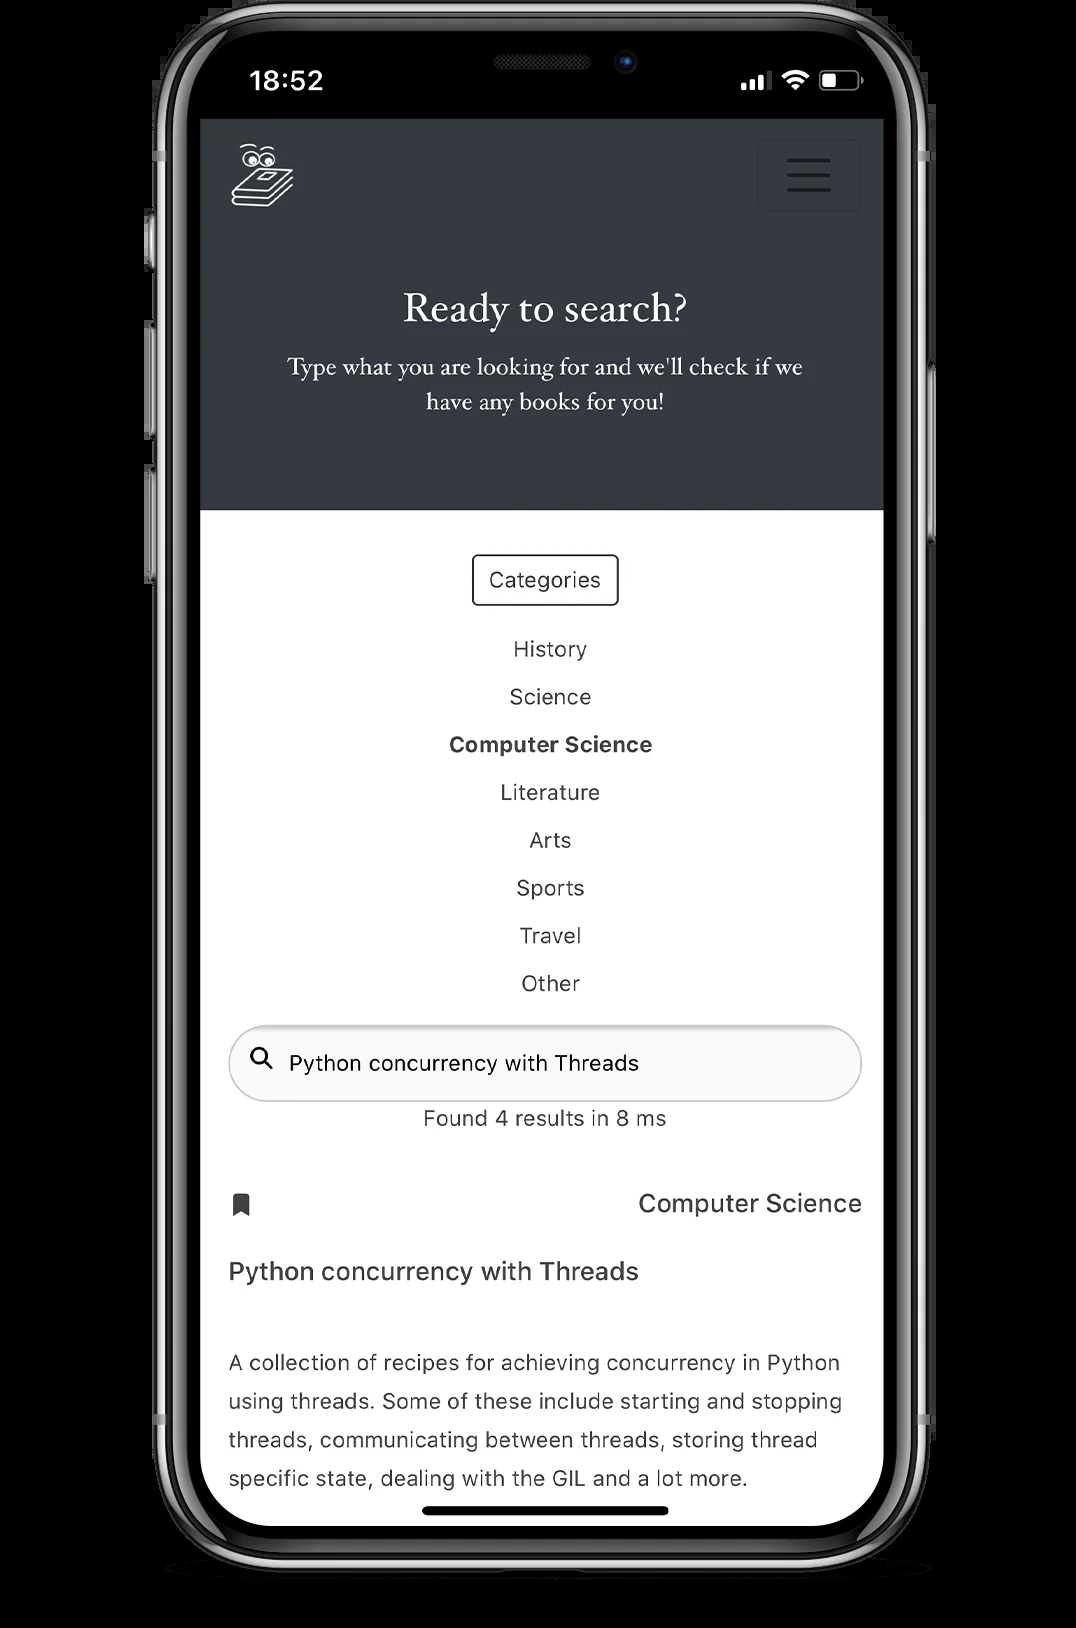 18:52
Ready to search?
Type what you are looking for and we'll check if we
have any books for you!
Categories
History
Science
Computer Science
Literature
Arts
Sports
Travel
Other
Python concurrency with Threads
Found 4 results in 8 ms
Computer Science
Python concurrency with Threads
A collection of recipes for achieving concurrency in Python
using threads. Some of these include starting and stopping
threads, communicating between threads, storing thread
specific state, dealing with the GIL and a lot more.